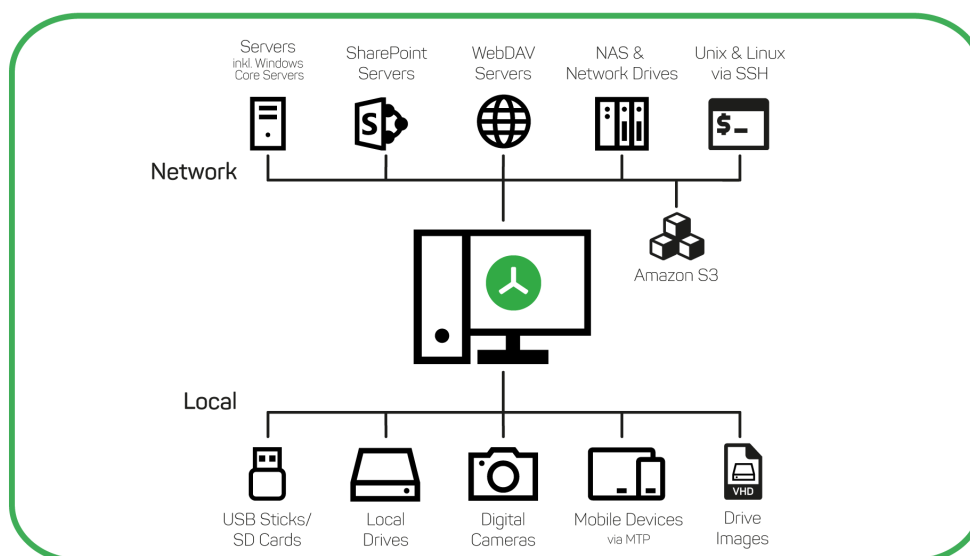 Servers
inkl. Windows
Core Servers
SharePoint
Servers
WebDAV
Servers
NAS &
Network Drives
Unix & Linux
via SSH
S
$_
Network
Amazon S3
Local
VHD
USB Sticks/
SD Cards
Local
Drives
Digital
Cameras
Mobile Devices
via MTP
Drive
Images